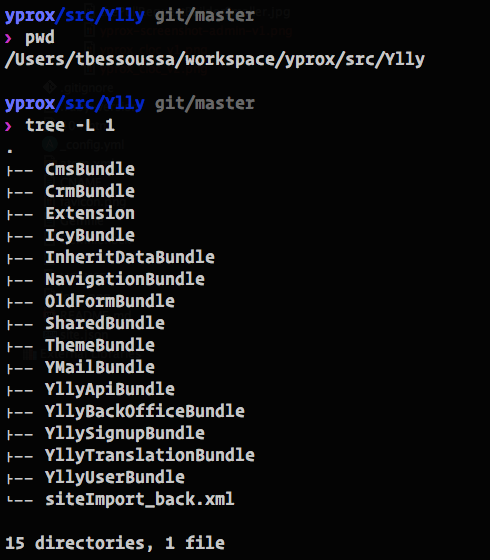 yprox/src/Ylly git/master
› pwd
/Users/tbessoussa/workspace/yprox/src/Ylly
yprox/src/Ylly git/master
› tree -L 1
.
├── CmsBundle
├── CrmBundle
├── Extension
├── IcyBundle
├── InheritDataBundle
├── NavigationBundle
├── OldFormBundle
├── SharedBundle
├── ThemeBundle
├── YMailBundle
├── YllyApiBundle
├── YllyBackOfficeBundle
├── YllySignupBundle
├── YllyTranslationBundle
├── YllyUserBundle
└── siteImport_back.xml
15 directories, 1 file